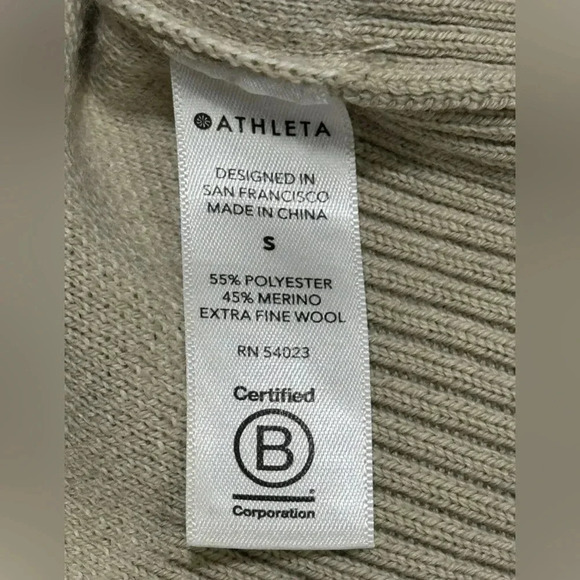 ATHLETA
DESIGNED IN
SAN FRANCISCO
MADE IN CHINA
S
55% POLYESTER
45% MERINO
EXTRA FINE WOOL
RN 54023
Certified
B
Corporation